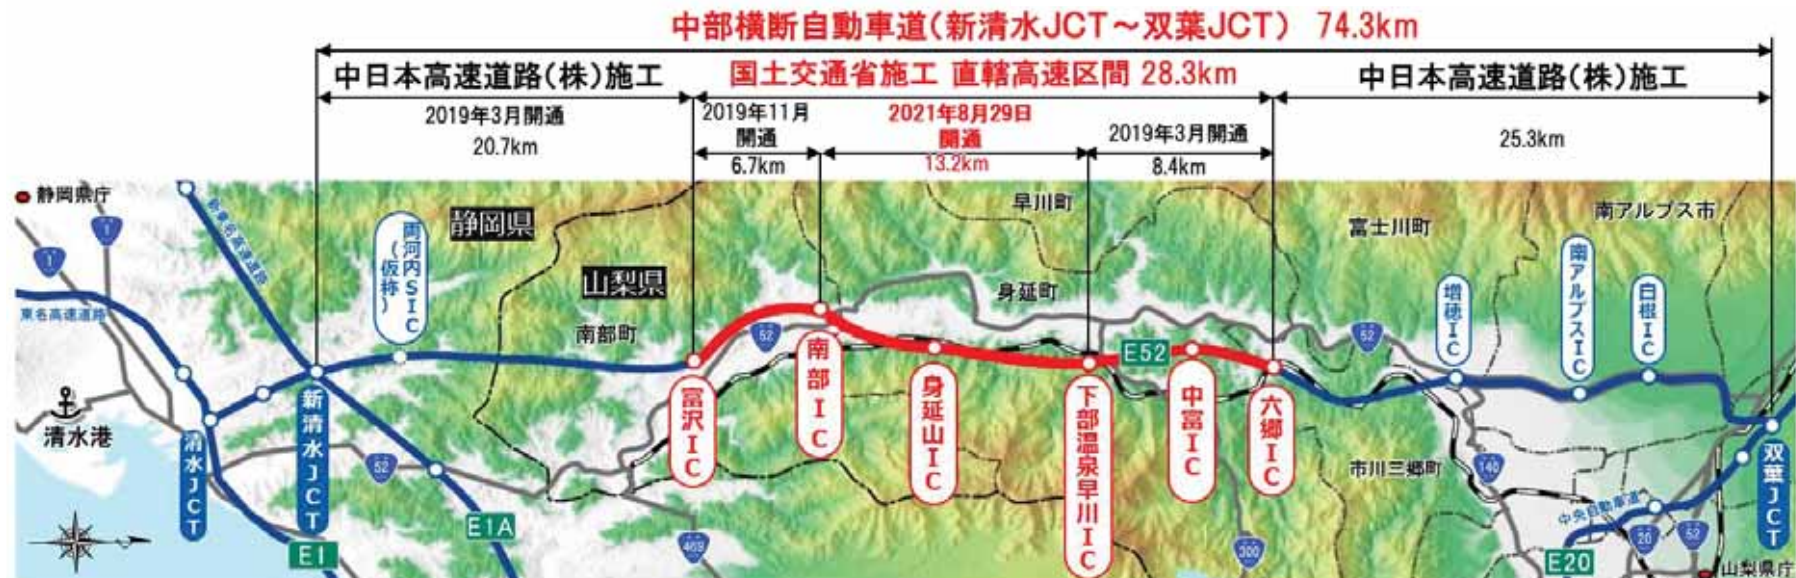 中部横断自動車道(新清水JCT~双葉JCT) 74.3km
中日本高速道路(株)施工
国土交通省施工 直轄高速区間 28.3km
中日本高速道路(株)施工
2019年3月開通
20.7km
2019年11月
開通
6.7km
2021年8月29日
開通
13.2km
2019年3月開通
8.4km
25.3km
静岡県庁
1
1
新東名高速道路
東名高速道路
両河内SIC
(仮称)
静岡県
山梨県
南部町
早川町
身延町
富士川町
南アルプス市
市川三郷町
清水港
清水JCT
新清水JCT
富沢IC
南部IC
身延山IC
下部温泉早川IC
中富IC
六郷IC
増穂IC
南アルプスIC
白根IC
双葉JCT
52
52
52
E52
E1
E1A
469
300
140
中央自動車道
20
52
E20
山梨県庁